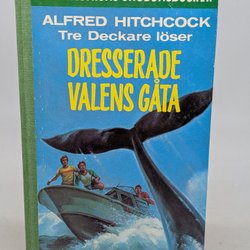 ALFRED HITCHCOCK
Tre Deckare löser
DRESSERADE
VALENS GÅTA